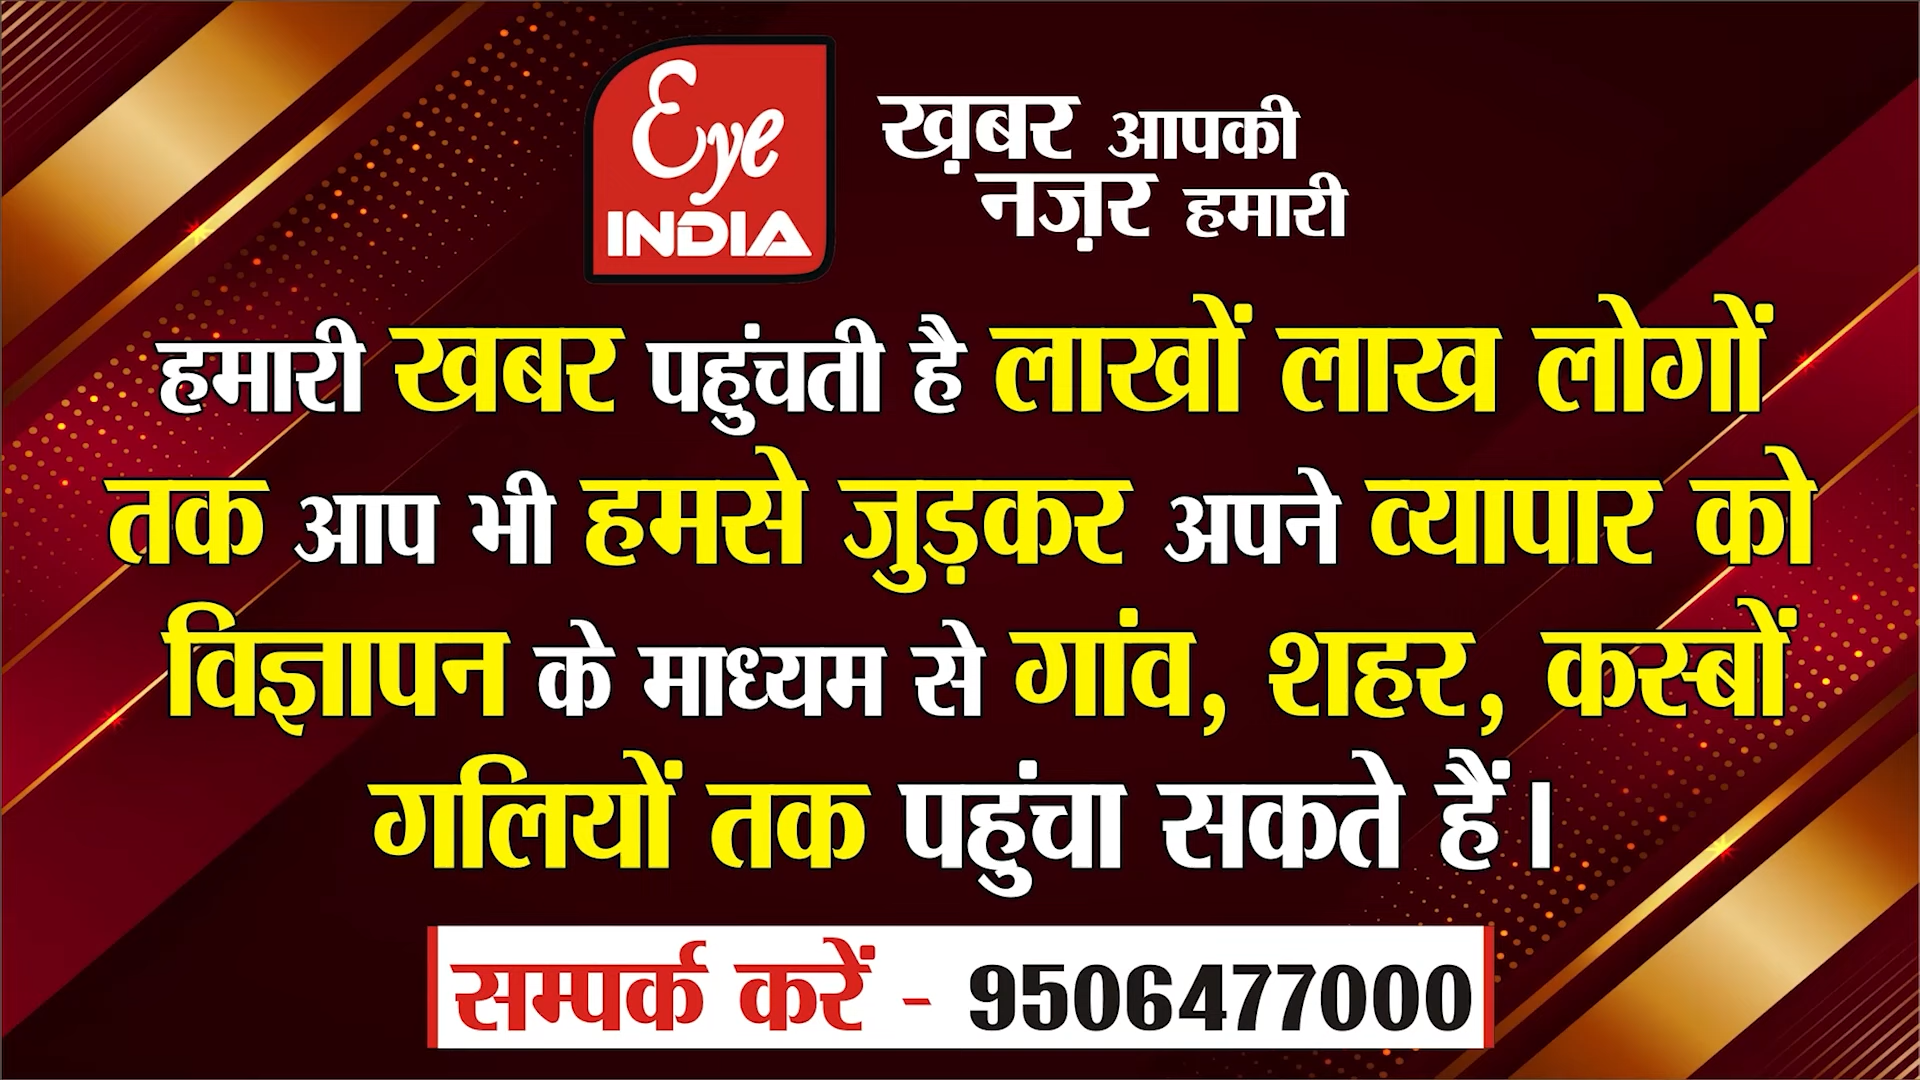 Eye
INDIA
ख़बर आपकी
नज़र हमारी
हमारी खबर पहुंचती है लाखों लाख लोगों
तक आप भी हमसे जुड़कर अपने व्यापार को
विज्ञापन के माध्यम से गांव, शहर, कस्बों
गलियों तक पहुंचा सकते हैं।
सम्पर्क करें - 9506477000